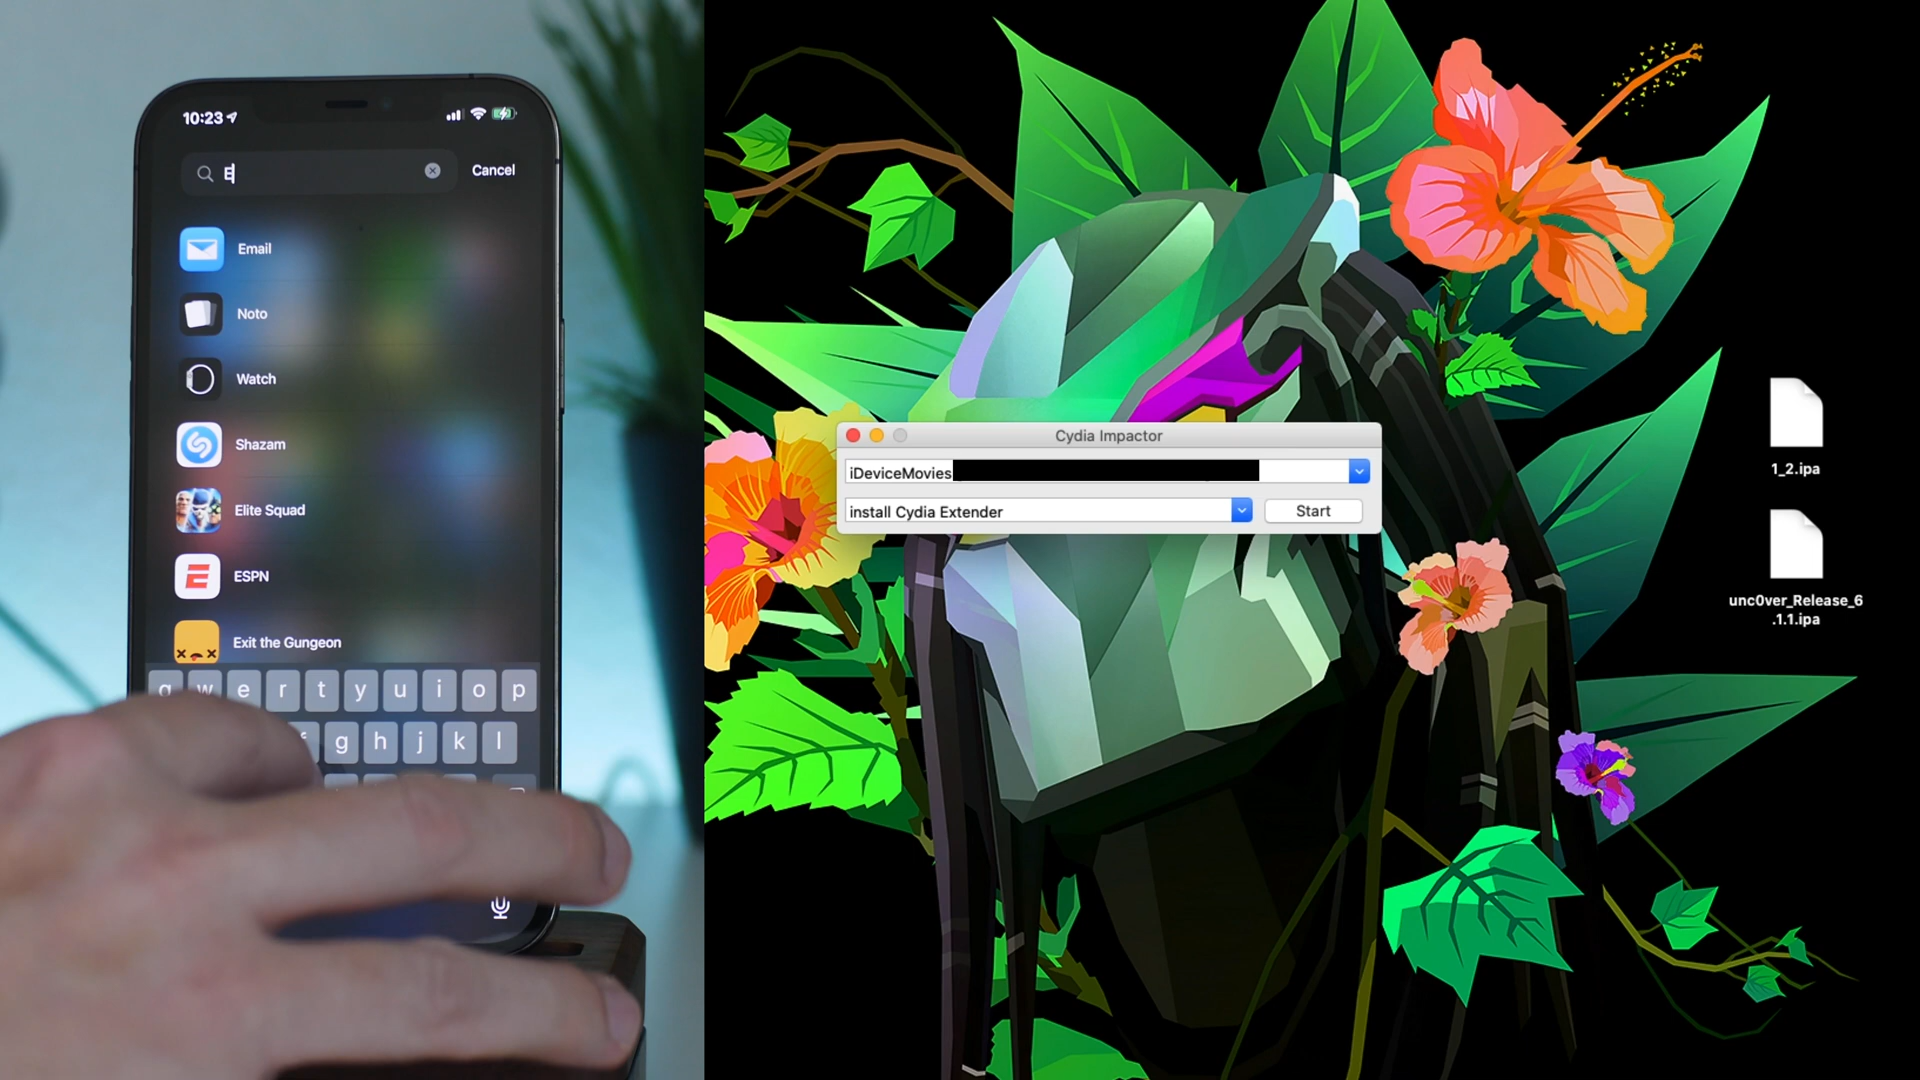 10:23
E
Cancel
Email
Noto
Watch
Shazam
Elite Squad
ESPN
Exit the Gungeon
q w e r t y u i o p
g h j k l
Cydia Impactor
iDeviceMovies
install Cydia Extender
Start
1_2.ipa
unc0ver_Release_6
.1.1.ipa